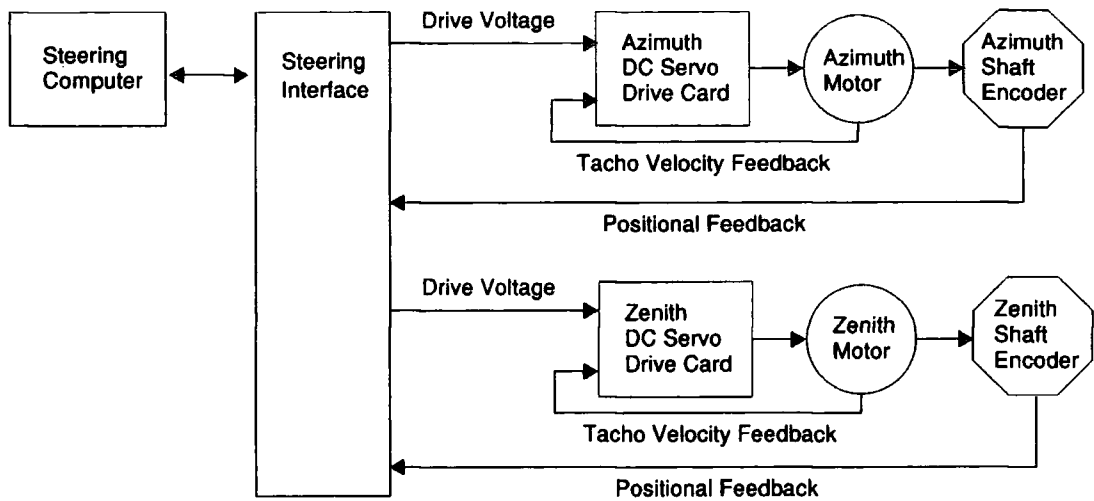 Steering
Computer
Steering
Interface
Drive Voltage
Azimuth
DC Servo
Drive Card
Azimuth
Motor
Azimuth
Shaft
Encoder
Tacho Velocity Feedback
Positional Feedback
Drive Voltage
Zenith
DC Servo
Drive Card
Zenith
Motor
Zenith
Shaft
Encoder
Tacho Velocity Feedback
Positional Feedback